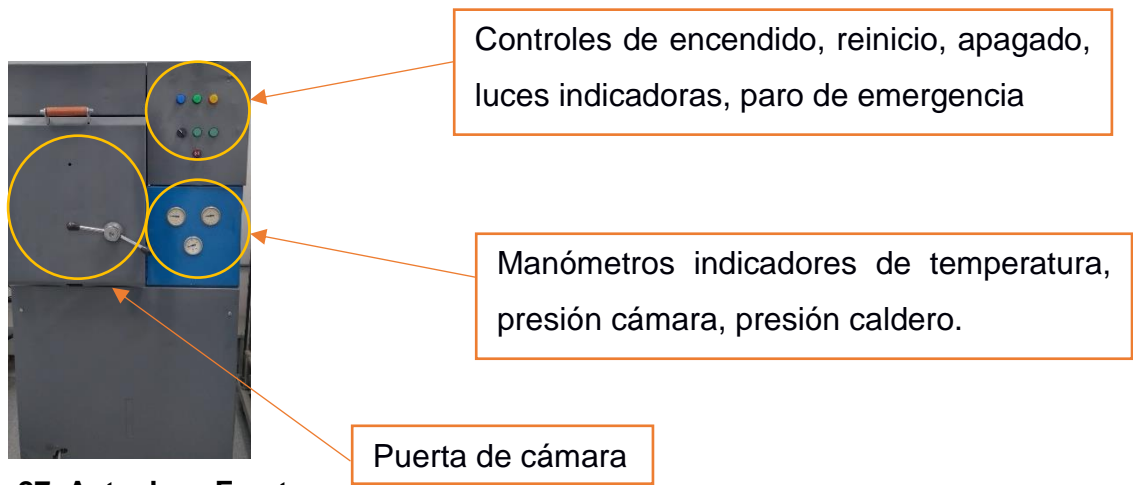 Controles de encendido, reinicio, apagado,
luces indicadoras, paro de emergencia
Manómetros indicadores de temperatura,
presión cámara, presión caldero.
Puerta de cámara